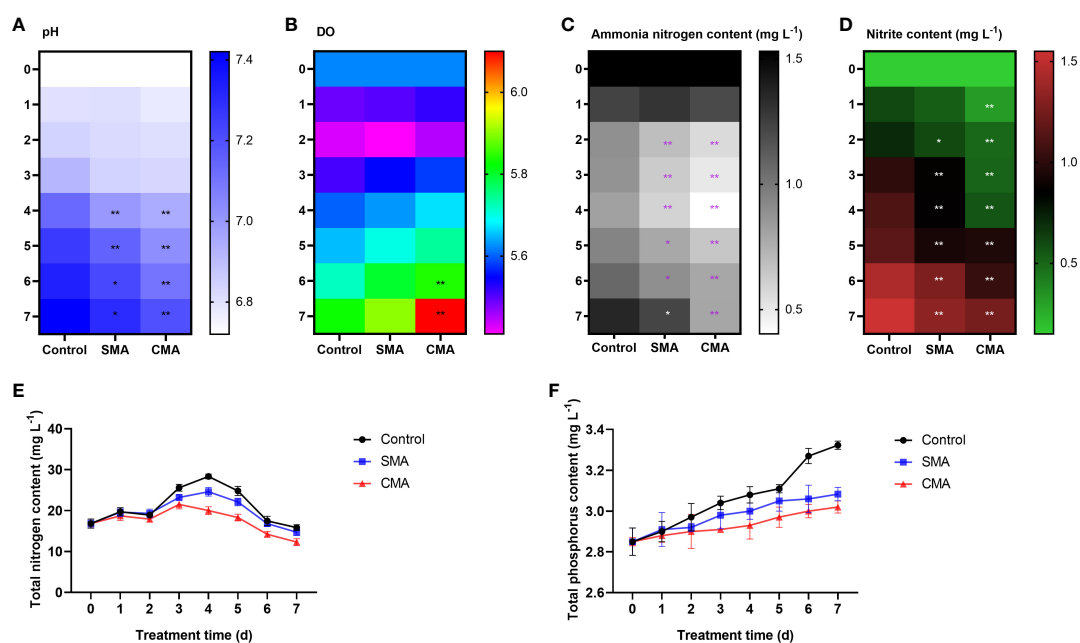 A
pH
0
1
2
3
4
5
6
7
** **
** **
* **
* **
Control SMA CMA
7.4
7.2
7.0
6.8
B
DO
0
1
2
3
4
5
6
7
**
**
Control SMA CMA
6.0
5.8
5.6
C
Ammonia nitrogen content (mg L-1)
0
1
2
3
4
5
6
7
** **
** **
** **
* **
* **
* **
Control SMA CMA
1.5
1.0
0.5
D
Nitrite content (mg L-1)
0
1
2
3
4
5
6
7
**
* **
** **
** **
** **
** **
** **
Control SMA CMA
1.5
1.0
0.5
E
Total nitrogen content (mg L-1)
40
30
20
10
0
0 1 2 3 4 5 6 7
Treatment time (d)
Control
SMA
CMA
F
Total phosphorus content (mg L-1)
3.4
3.2
3.0
2.8
2.6
0 1 2 3 4 5 6 7
Treatment time (d)
Control
SMA
CMA